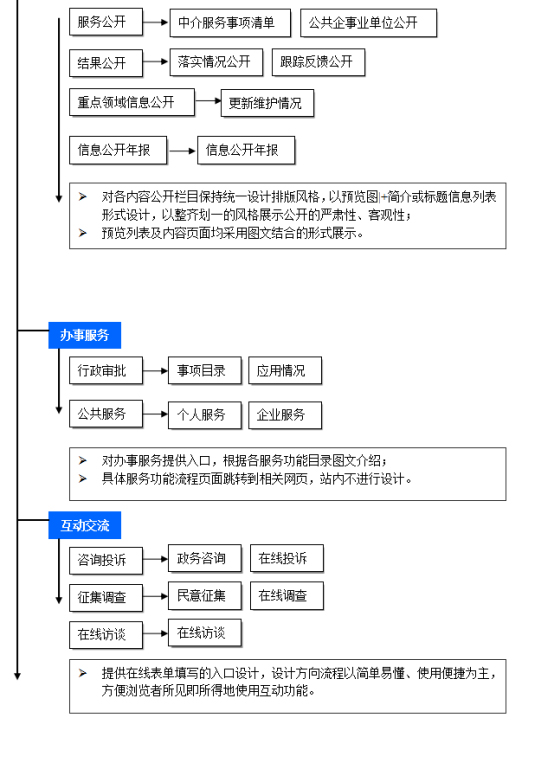 服务公开 中介服务事项清单 公共企事业单位公开
结果公开 落实情况公开 跟踪反馈公开
重点领域信息公开 更新维护情况
信息公开年报 信息公开年报
➢ 对各内容公开栏目保持统一设计排版风格，以预览图+简介或标题信息列表
形式设计，以整齐划一的风格展示公开的严肃性、客观性；
➢ 预览列表及内容页面均采用图文结合的形式展示。
办事服务
行政审批 事项目录 应用情况
公共服务 个人服务 企业服务
➢ 对办事服务提供入口，根据各服务功能目录图文介绍；
➢ 具体服务功能流程页面跳转到相关网页，站内不进行设计。
互动交流
咨询投诉 政务咨询 在线投诉
征集调查 民意征集 在线调查
在线访谈 在线访谈
➢ 提供在线表单填写的入口设计，设计方向流程以简单易懂、使用便捷为主，
方便浏览者所见即所得地使用互动功能。